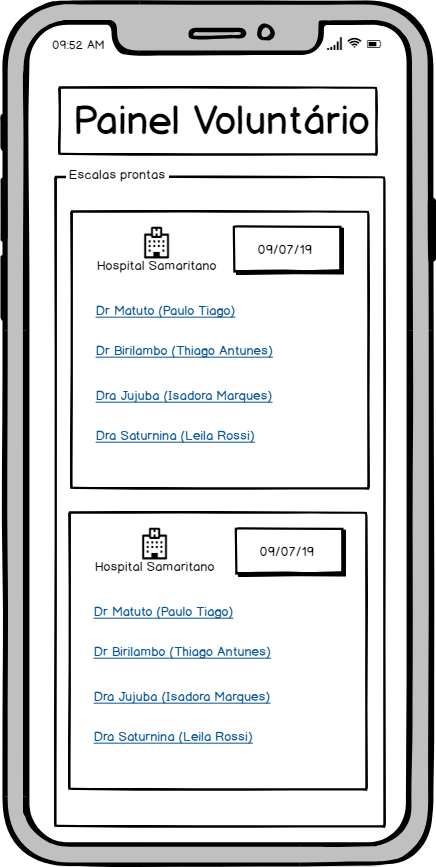 09:52 AM
Painel Voluntário
Escalas prontas
Hospital Samaritano
09/07/19
Dr Matuto (Paulo Tiago)
Dr Birilambo (Thiago Antunes)
Dra Jujuba (Isadora Marques)
Dra Saturnina (Leila Rossi)
Hospital Samaritano
09/07/19
Dr Matuto (Paulo Tiago)
Dr Birilambo (Thiago Antunes)
Dra Jujuba (Isadora Marques)
Dra Saturnina (Leila Rossi)